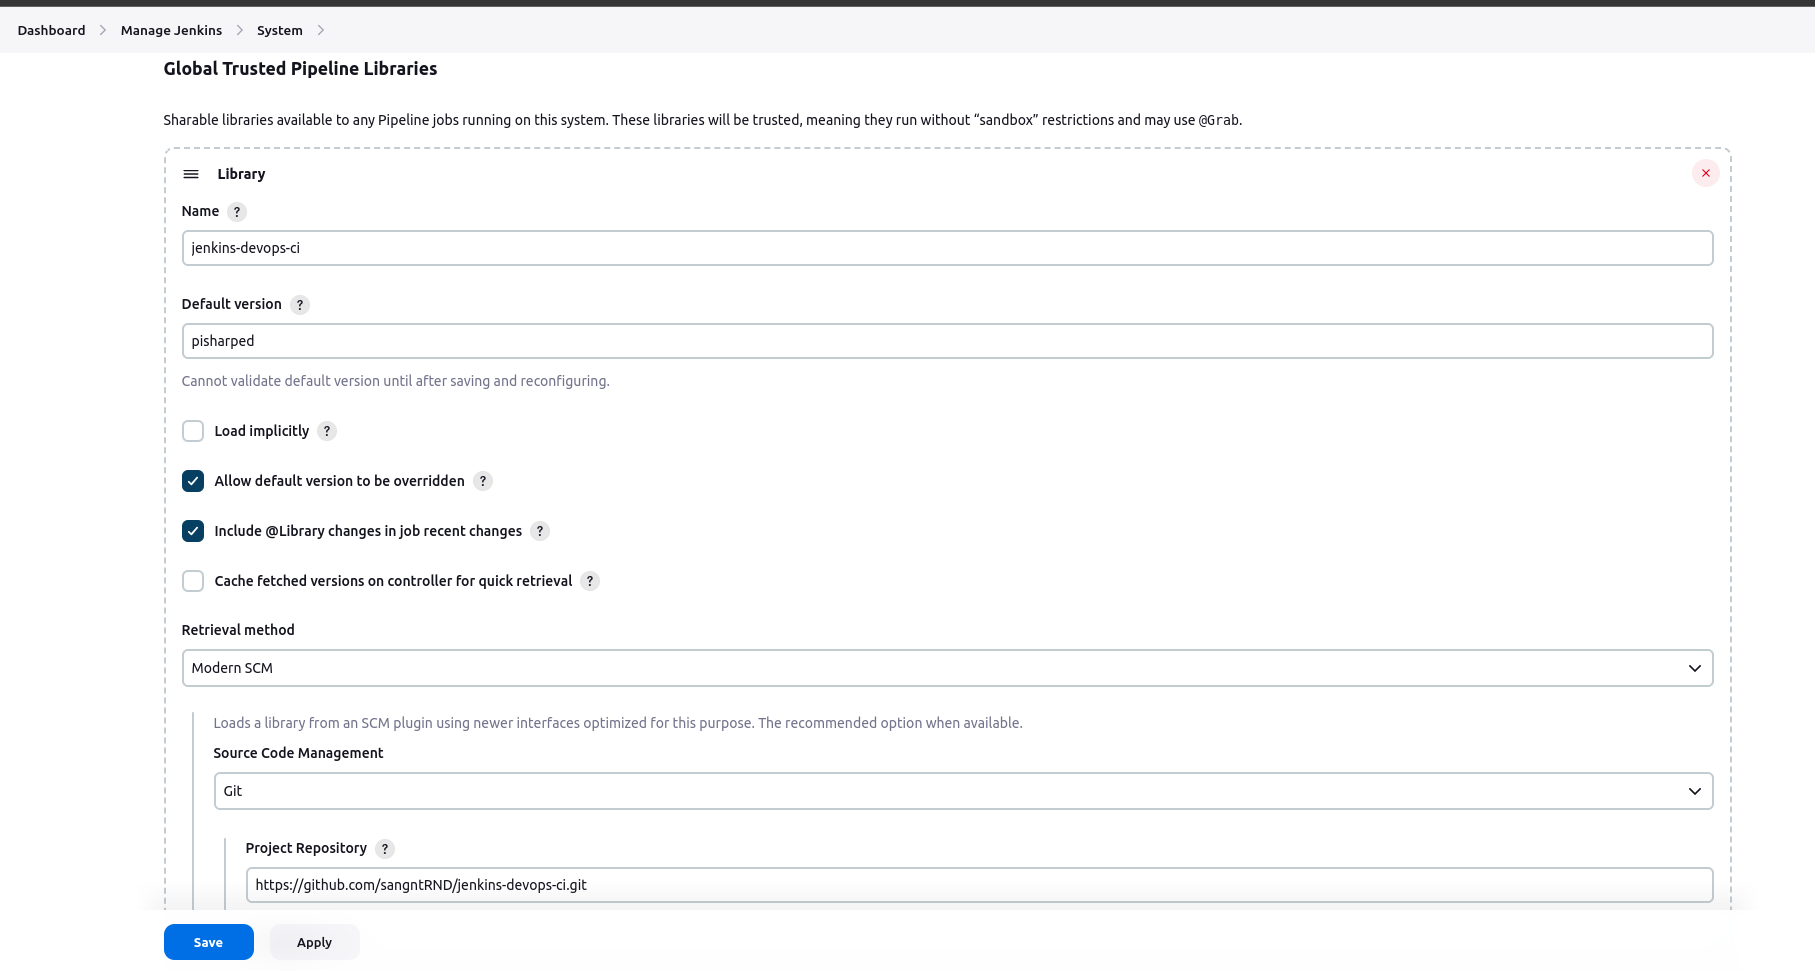 Dashboard > Manage Jenkins > System >
Global Trusted Pipeline Libraries
Sharable libraries available to any Pipeline jobs running on this system. These libraries will be trusted, meaning they run without “sandbox” restrictions and may use @Grab.
Library
Name ?
jenkins-devops-ci
Default version ?
pisharped
Cannot validate default version until after saving and reconfiguring.
Load implicitly ?
Allow default version to be overridden ?
Include @Library changes in job recent changes ?
Cache fetched versions on controller for quick retrieval ?
Retrieval method
Modern SCM
Loads a library from an SCM plugin using newer interfaces optimized for this purpose. The recommended option when available.
Source Code Management
Git
Project Repository ?
https://github.com/sangntRND/jenkins-devops-ci.git
Save Apply